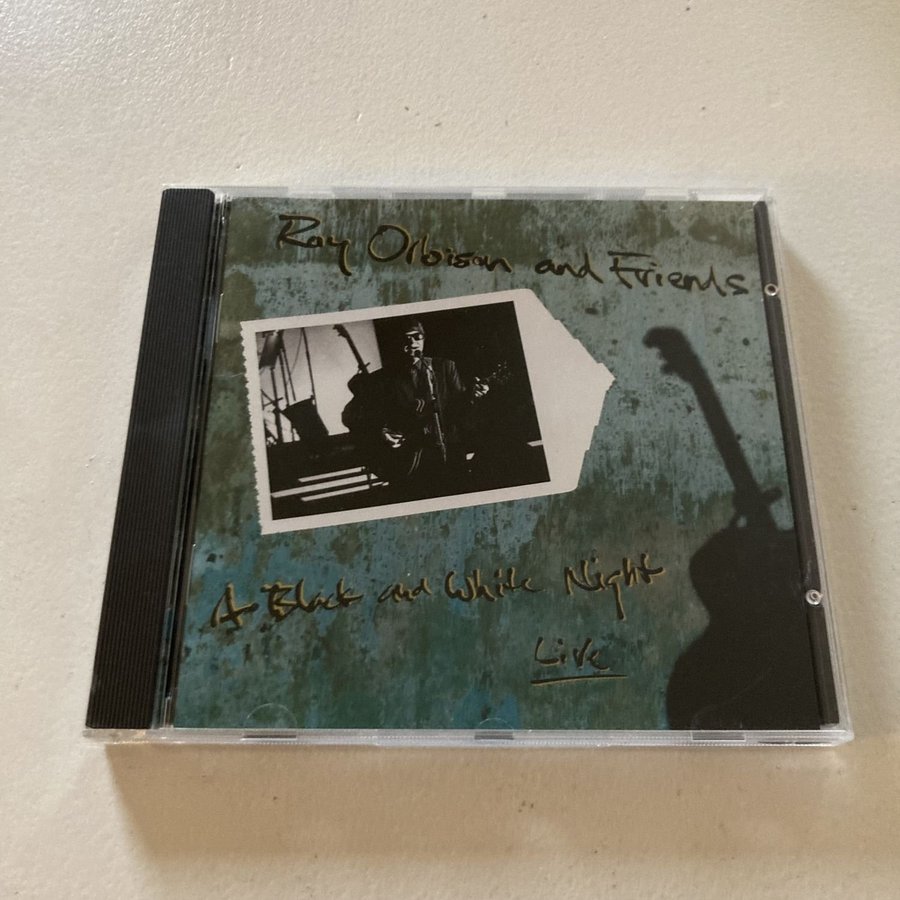 Roy Orbison and Friends
A Black and White Night
Live